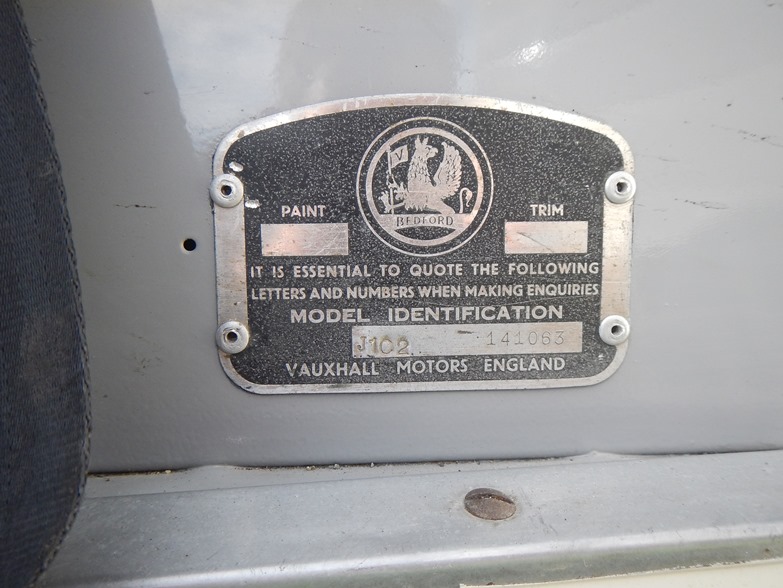 V
BEDFORD
PAINT
TRIM
IT IS ESSENTIAL TO QUOTE THE FOLLOWING
LETTERS AND NUMBERS WHEN MAKING ENQUIRIES
MODEL IDENTIFICATION
J1C2 141063
VAUXHALL MOTORS ENGLAND